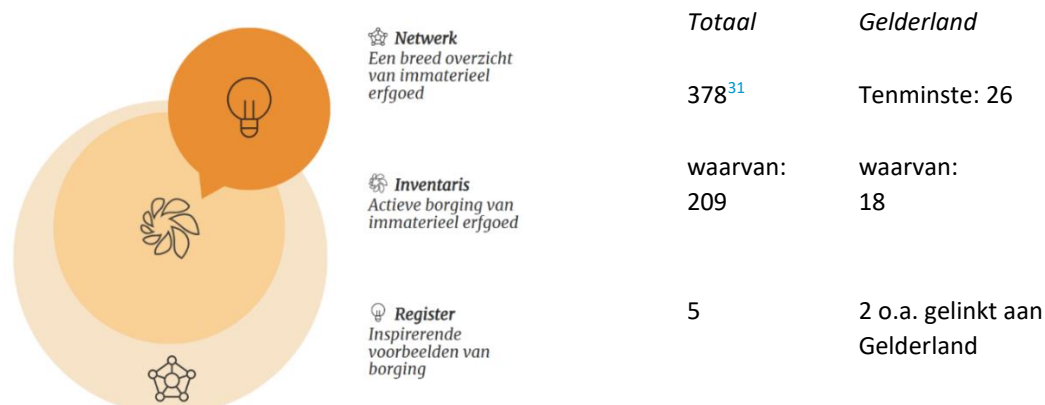 Totaal Gelderland
Netwerk
Een breed overzicht
van immaterieel
erfgoed
378³¹ Tenminste: 26
Inventaris
Actieve borging van
immaterieel erfgoed
waarvan: waarvan:
209 18
Register
Inspirerende
voorbeelden van
borging
5 2 o.a. gelinkt aan
Gelderland